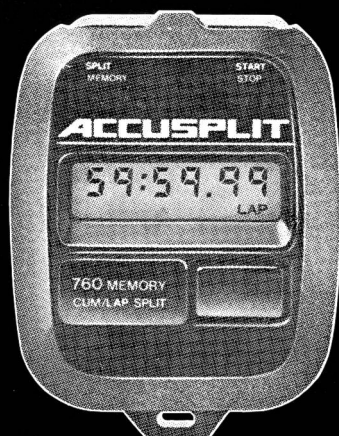 SPLIT START
MEMORY STOP
ACCUSPLIT
59:59.99
LAP
760 MEMORY
CUM/LAP SPLIT